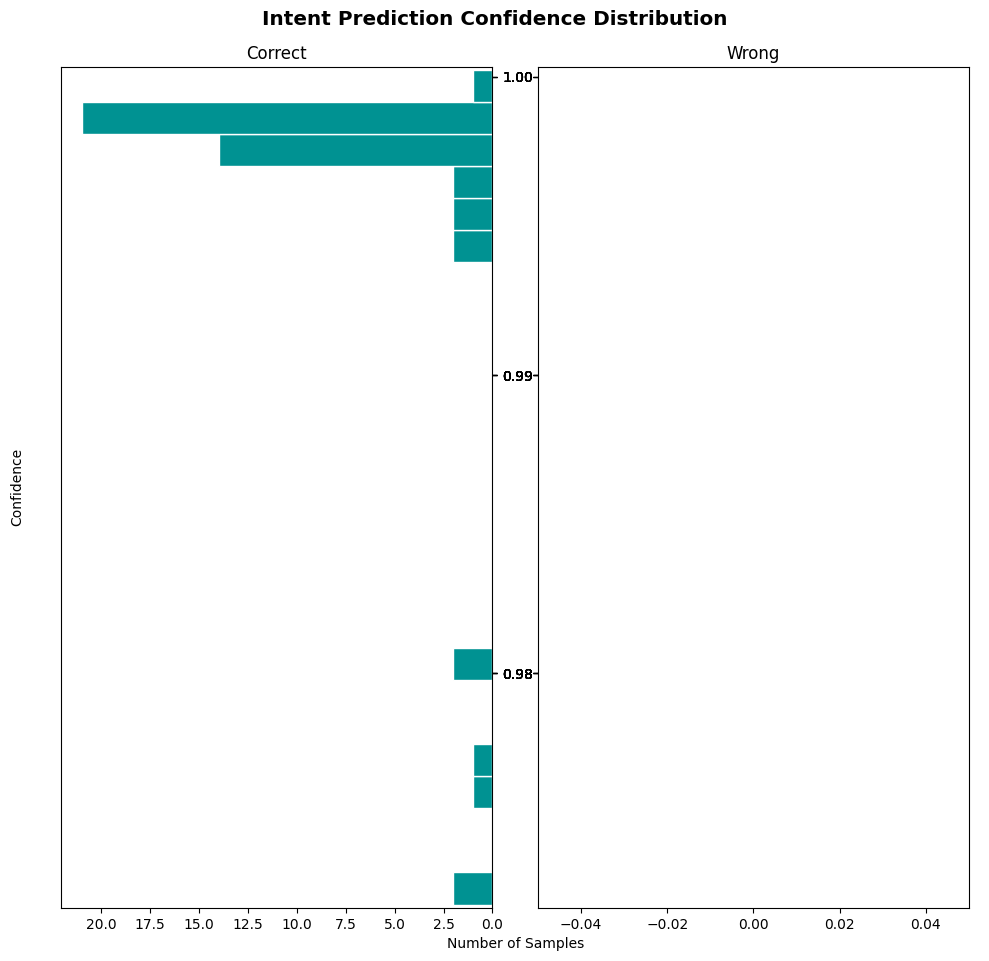 Intent Prediction Confidence Distribution
Correct
Wrong
1.00
0.99
0.98
Confidence
20.0 17.5 15.0 12.5 10.0 7.5 5.0 2.5 0.0
−0.04 −0.02 0.00 0.02 0.04
Number of Samples